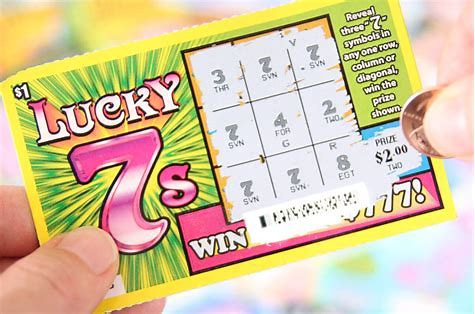 $1
LUCKY
7s
Reveal
three "7"
symbols in
any one row,
column or
diagonal,
win the
prize
shown.
3 7 7
THR SVN SVN
7 4 2
SVN FOR TWO
G R
7 7 8
SVN SVN EGT
PRIZE
$2.00
TWO
WIN